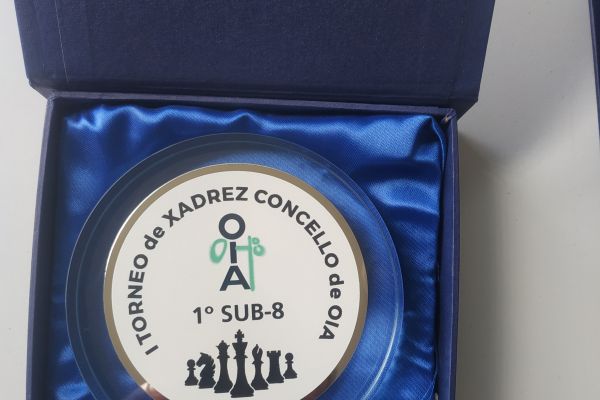 I TORNEO de XADREZ CONCELLO de OIA
OIA
1º SUB-8